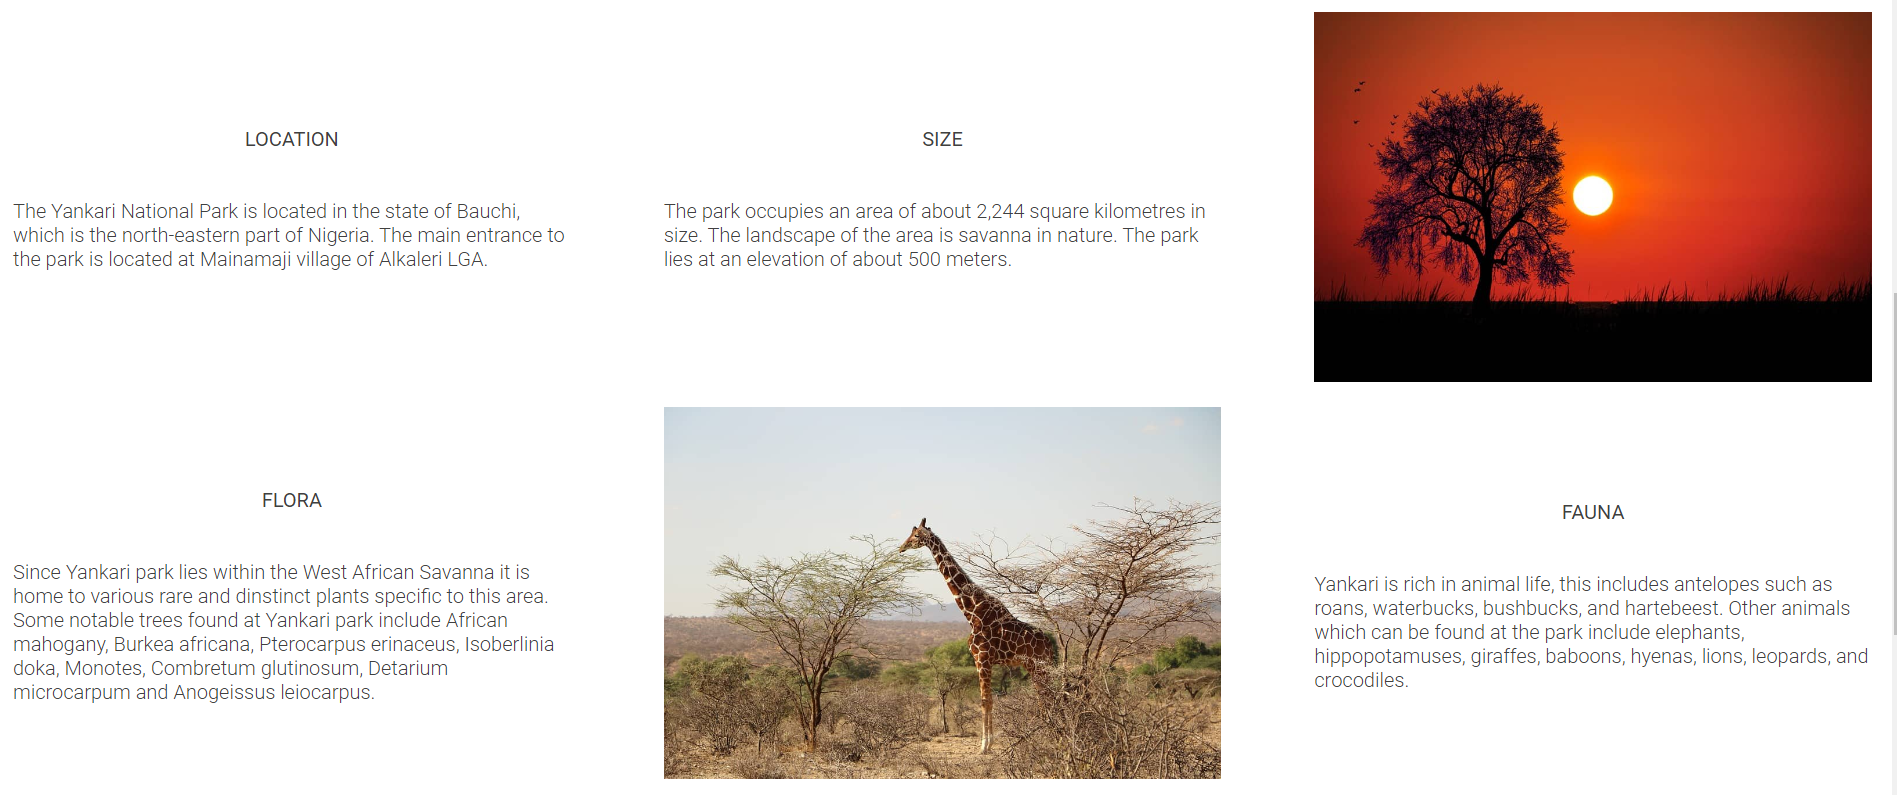 LOCATION
The Yankari National Park is located in the state of Bauchi,
which is the north-eastern part of Nigeria. The main entrance to
the park is located at Mainamaji village of Alkaleri LGA.
SIZE
The park occupies an area of about 2,244 square kilometres in
size. The landscape of the area is savanna in nature. The park
lies at an elevation of about 500 meters.
FLORA
Since Yankari park lies within the West African Savanna it is
home to various rare and dinstinct plants specific to this area.
Some notable trees found at Yankari park include African
mahogany, Burkea africana, Pterocarpus erinaceus, Isoberlinia
doka, Monotes, Combretum glutinosum, Detarium
microcarpum and Anogeissus leiocarpus.
FAUNA
Yankari is rich in animal life, this includes antelopes such as
roans, waterbucks, bushbucks, and hartebeest. Other animals
which can be found at the park include elephants,
hippopotamuses, giraffes, baboons, hyenas, lions, leopards, and
crocodiles.